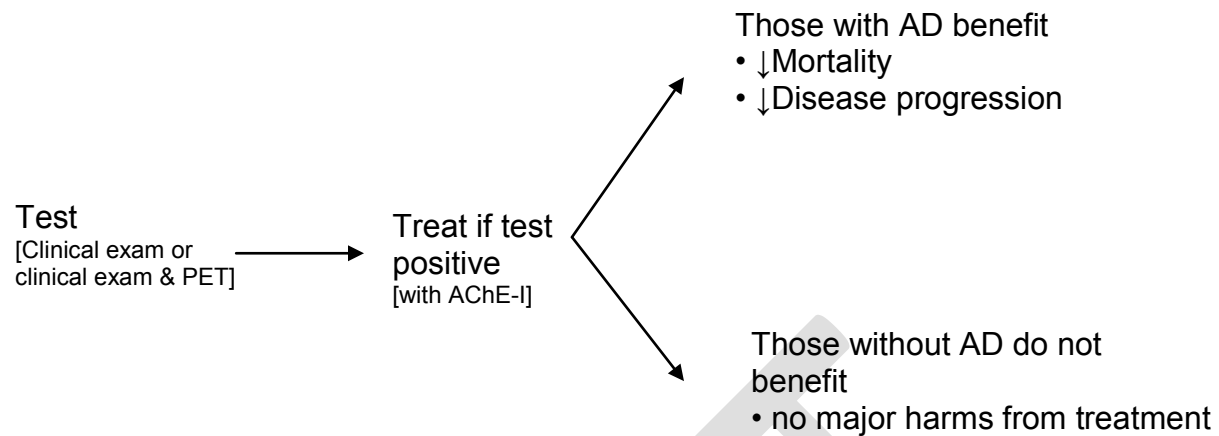 Those with AD benefit
• ↓Mortality
• ↓Disease progression
Test
[Clinical exam or
clinical exam & PET]
Treat if test
positive
[with AChE-I]
Those without AD do not
benefit
• no major harms from treatment